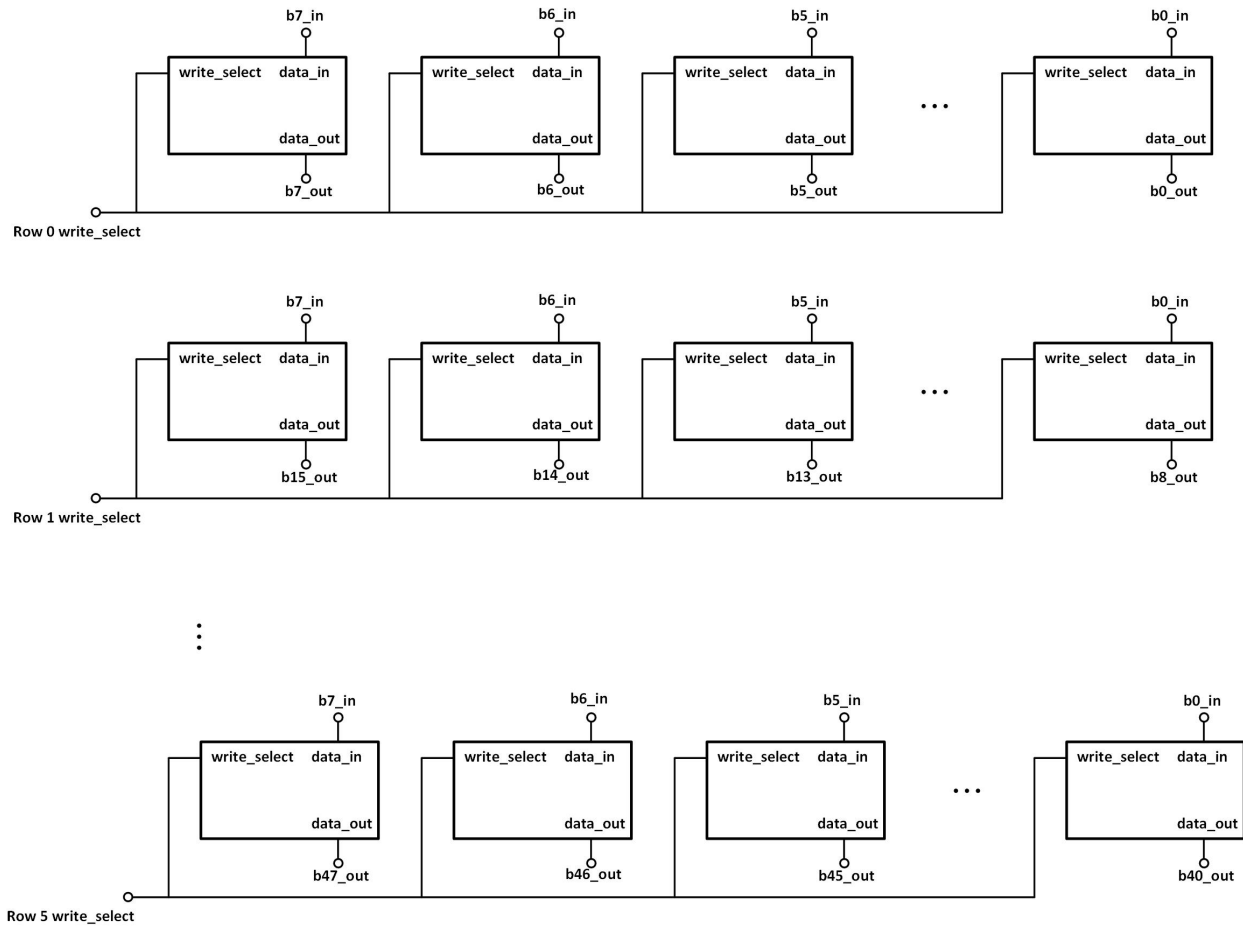 b7_in b6_in b5_in b0_in
write_select data_in write_select data_in write_select data_in write_select data_in
...
data_out data_out data_out data_out
b7_out b6_out b5_out b0_out
Row 0 write_select
b7_in b6_in b5_in b0_in
write_select data_in write_select data_in write_select data_in write_select data_in
...
data_out data_out data_out data_out
b15_out b14_out b13_out b8_out
Row 1 write_select
b7_in b6_in b5_in b0_in
write_select data_in write_select data_in write_select data_in write_select data_in
...
data_out data_out data_out data_out
b47_out b46_out b45_out b40_out
Row 5 write_select